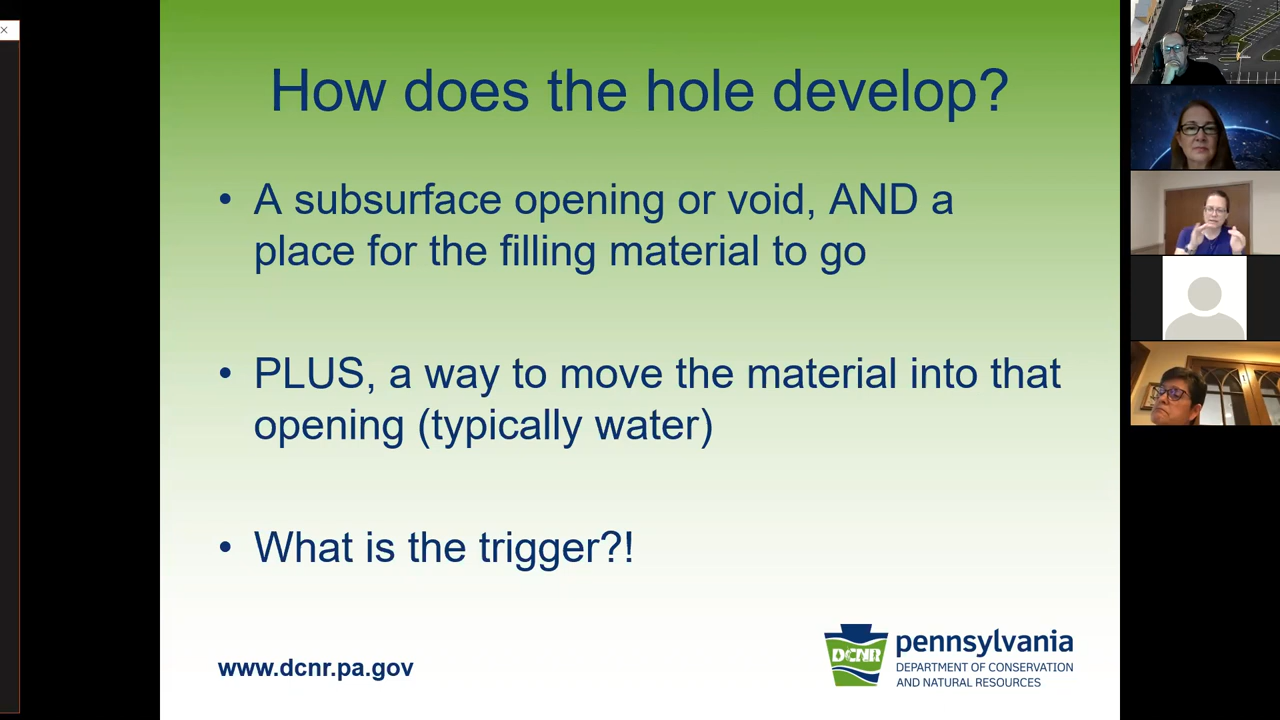 How does the hole develop?
• A subsurface opening or void, AND a
place for the filling material to go
• PLUS, a way to move the material into that
opening (typically water)
• What is the trigger?!
www.dcnr.pa.gov
DCNR
pennsylvania
DEPARTMENT OF CONSERVATION
AND NATURAL RESOURCES